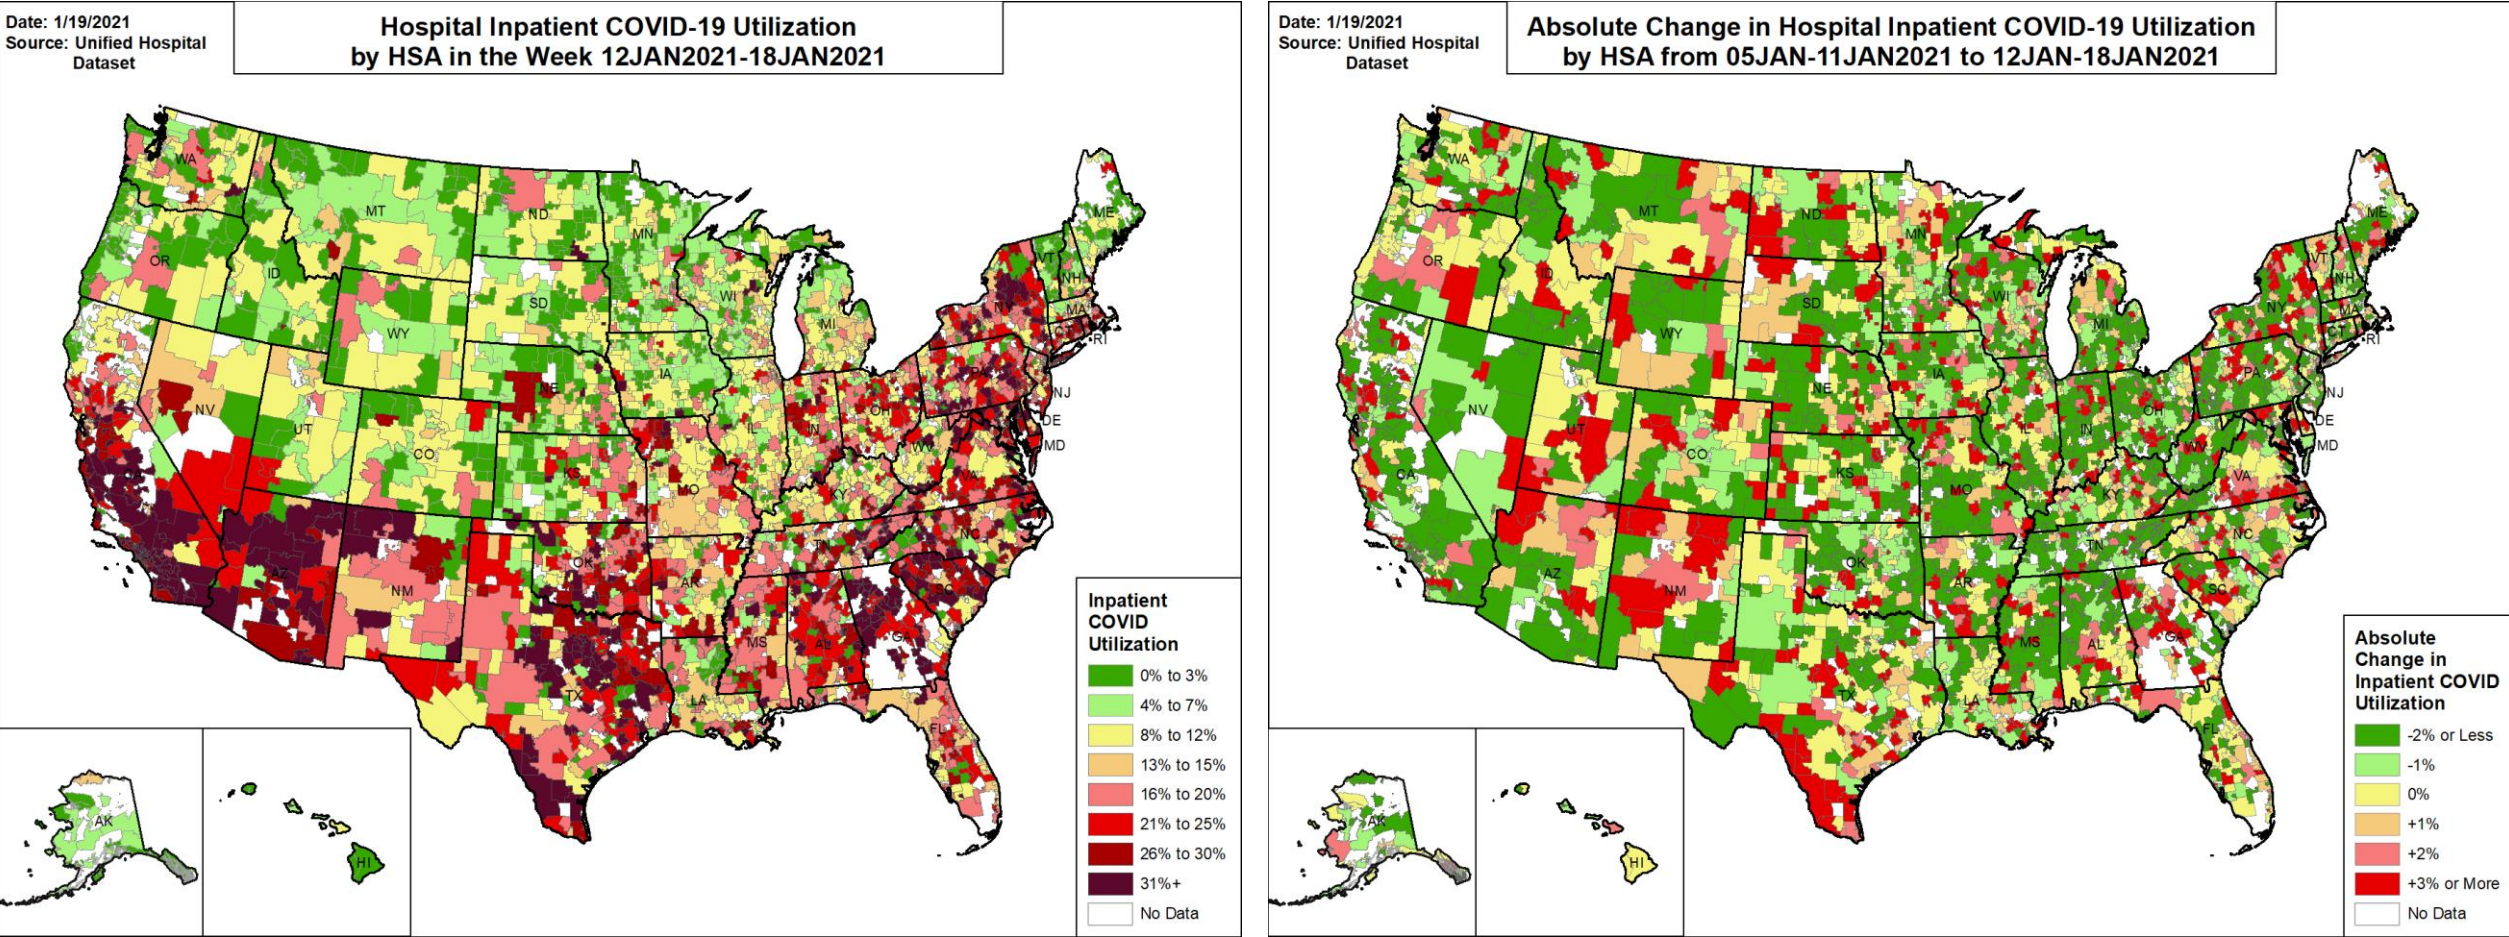 Date: 1/19/2021
Source: Unified Hospital
Dataset
Hospital Inpatient COVID-19 Utilization
by HSA in the Week 12JAN2021-18JAN2021
WA
MT
ND
MN
ME
OR
ID
SD
WI
VT
NH
NY
MA
CT
RI
WY
MI
IA
NE
PA
NJ
NV
UT
CO
IL
IN
OH
DE
MD
WV
KS
MO
KY
VA
CA
AZ
NM
OK
AR
TN
NC
SC
MS
AL
GA
TX
LA
FL
AK
HI
Inpatient
COVID
Utilization
0% to 3%
4% to 7%
8% to 12%
13% to 15%
16% to 20%
21% to 25%
26% to 30%
31%+
No Data
Date: 1/19/2021
Source: Unified Hospital
Dataset
Absolute Change in Hospital Inpatient COVID-19 Utilization
by HSA from 05JAN-11JAN2021 to 12JAN-18JAN2021
WA
MT
ND
MN
ME
OR
ID
SD
WI
VT
NH
NY
MA
CT
RI
WY
MI
IA
NE
PA
NJ
NV
UT
CO
IL
IN
OH
DE
MD
WV
KS
MO
KY
VA
CA
AZ
NM
OK
AR
TN
NC
SC
MS
AL
GA
TX
LA
FL
AK
HI
Absolute
Change in
Inpatient COVID
Utilization
-2% or Less
-1%
0%
+1%
+2%
+3% or More
No Data